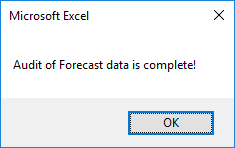 Microsoft Excel
Audit of Forecast data is complete!
OK